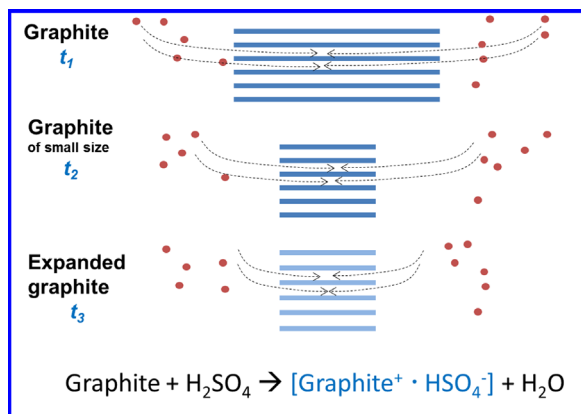 Graphite
t₁
Graphite
of small size
t₂
Expanded
graphite
t₃
Graphite + H₂SO₄ → [Graphite⁺ · HSO₄⁻] + H₂O